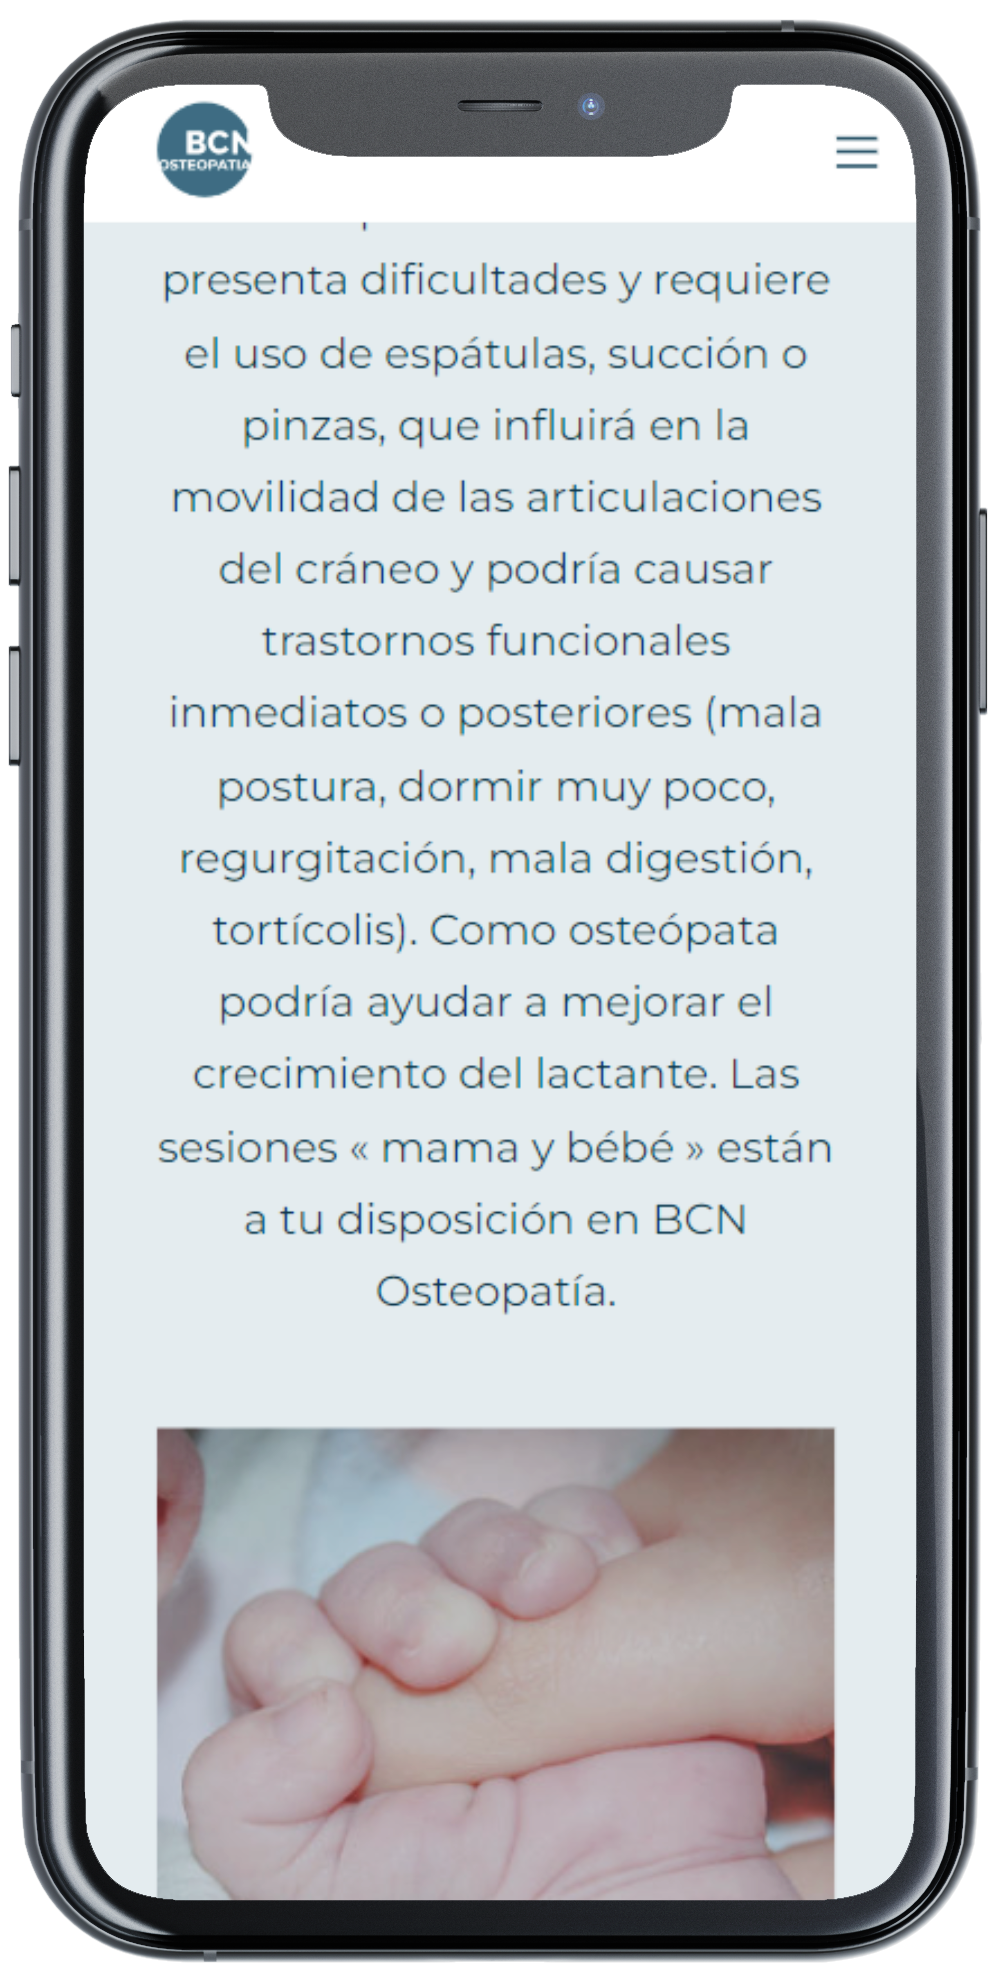 BCN
OSTEOPATIA
presenta dificultades y requiere
el uso de espátulas, succión o
pinzas, que influirá en la
movilidad de las articulaciones
del cráneo y podría causar
trastornos funcionales
inmediatos o posteriores (mala
postura, dormir muy poco,
regurgitación, mala digestión,
tortícolis). Como osteópata
podría ayudar a mejorar el
crecimiento del lactante. Las
sesiones « mama y bébé » están
a tu disposición en BCN
Osteopatía.